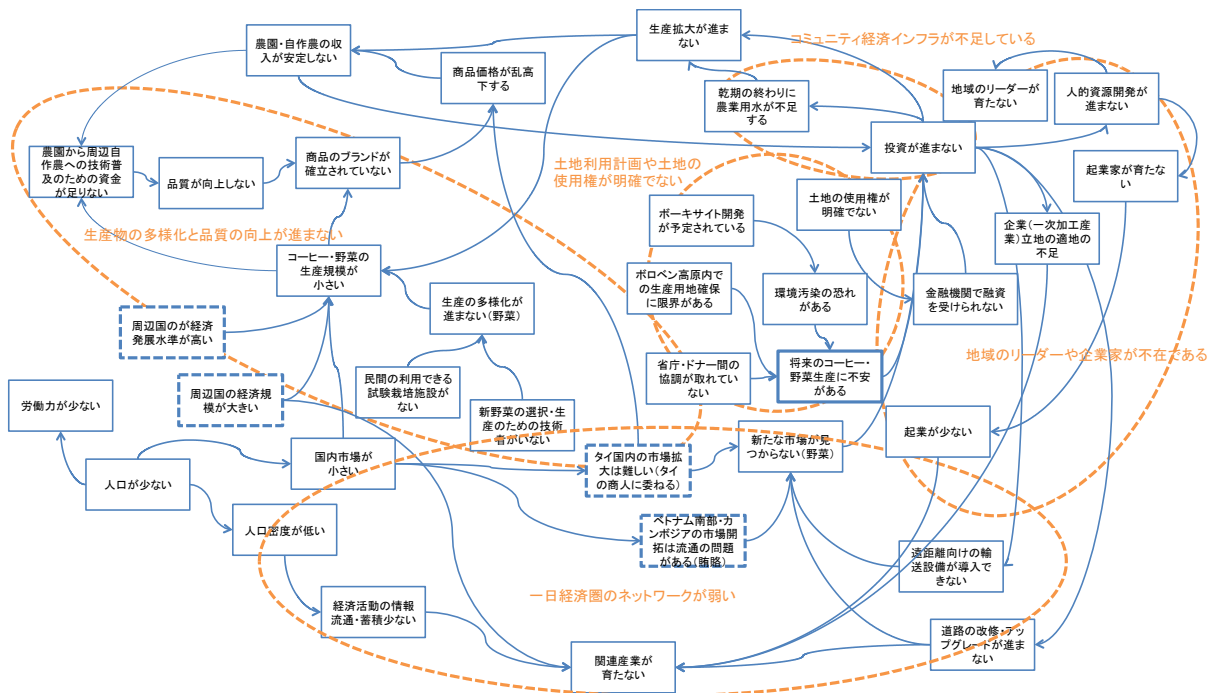 生産拡大が進ま
ない
農園・自作農の収
入が安定しない
コミュニティ経済インフラが不足している
商品価格が乱高
下する
地域のリーダーが
育たない
人的資源開発が
進まない
乾期の終わりに
農業用水が不足
する
投資が進まない
農園から周辺自
作農への技術普
及のための資金
が足りない
品質が向上しない
商品のブランドが
確立されていない
土地利用計画や土地の
使用権が明確でない
起業家が育たな
い
土地の使用権が
明確でない
ボーキサイト開発
が予定されている
企業(一次加工産
業)立地の適地の
不足
生産物の多様化と品質の向上が進まない
コーヒー・野菜の
生産規模が
小さい
ボロベン高原内で
の生産用地確保
に限界がある
環境汚染の恐れ
がある
金融機関で融資
を受けられない
生産の多様化が
進まない(野菜)
周辺国のが経済
発展水準が高い
地域のリーダーや企業家が不在である
省庁・ドナー間の
協調が取れてい
ない
将来のコーヒー・
野菜生産に不安
がある
民間の利用できる
試験栽培施設が
ない
周辺国の経済規
模が大きい
労働力が少ない
新野菜の選択・生
産のための技術
者がいない
起業が少ない
新たな市場が見
つからない(野菜)
国内市場が
小さい
タイ国内の市場拡
大は難しい(タイ
の商人に委ねる)
人口が少ない
人口密度が低い
ベトナム南部・カ
ンボジアの市場開
拓は流通の問題
がある(賄賂)
遠距離向けの輸
送設備が導入で
きない
一日経済圏のネットワークが弱い
経済活動の情報
流通・蓄積少ない
道路の改修・アッ
プグレードが進ま
ない
関連産業が
育たない